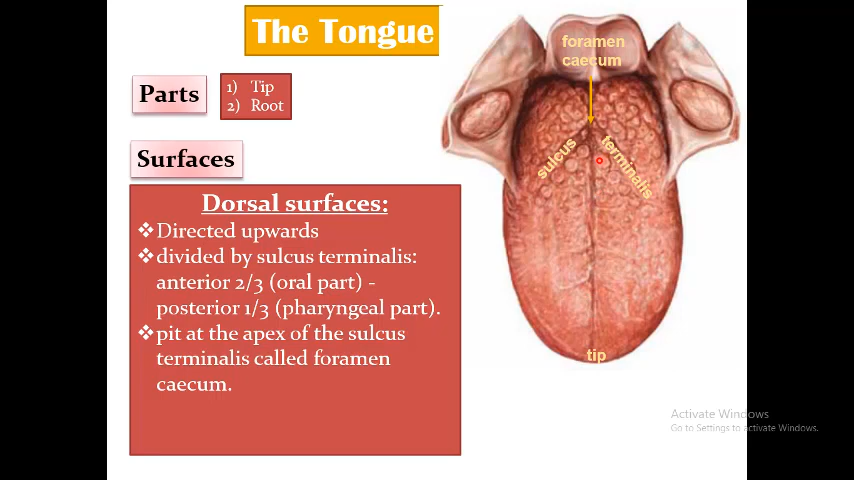 The Tongue
Parts
1) Tip
2) Root
Surfaces
Dorsal surfaces:
❖Directed upwards
❖divided by sulcus terminalis:
anterior 2/3 (oral part) -
posterior 1/3 (pharyngeal part).
❖pit at the apex of the sulcus
terminalis called foramen
caecum.
foramen
caecum
sulcus
terminalis
tip
Activate Windows
Go to Settings to activate Windows.